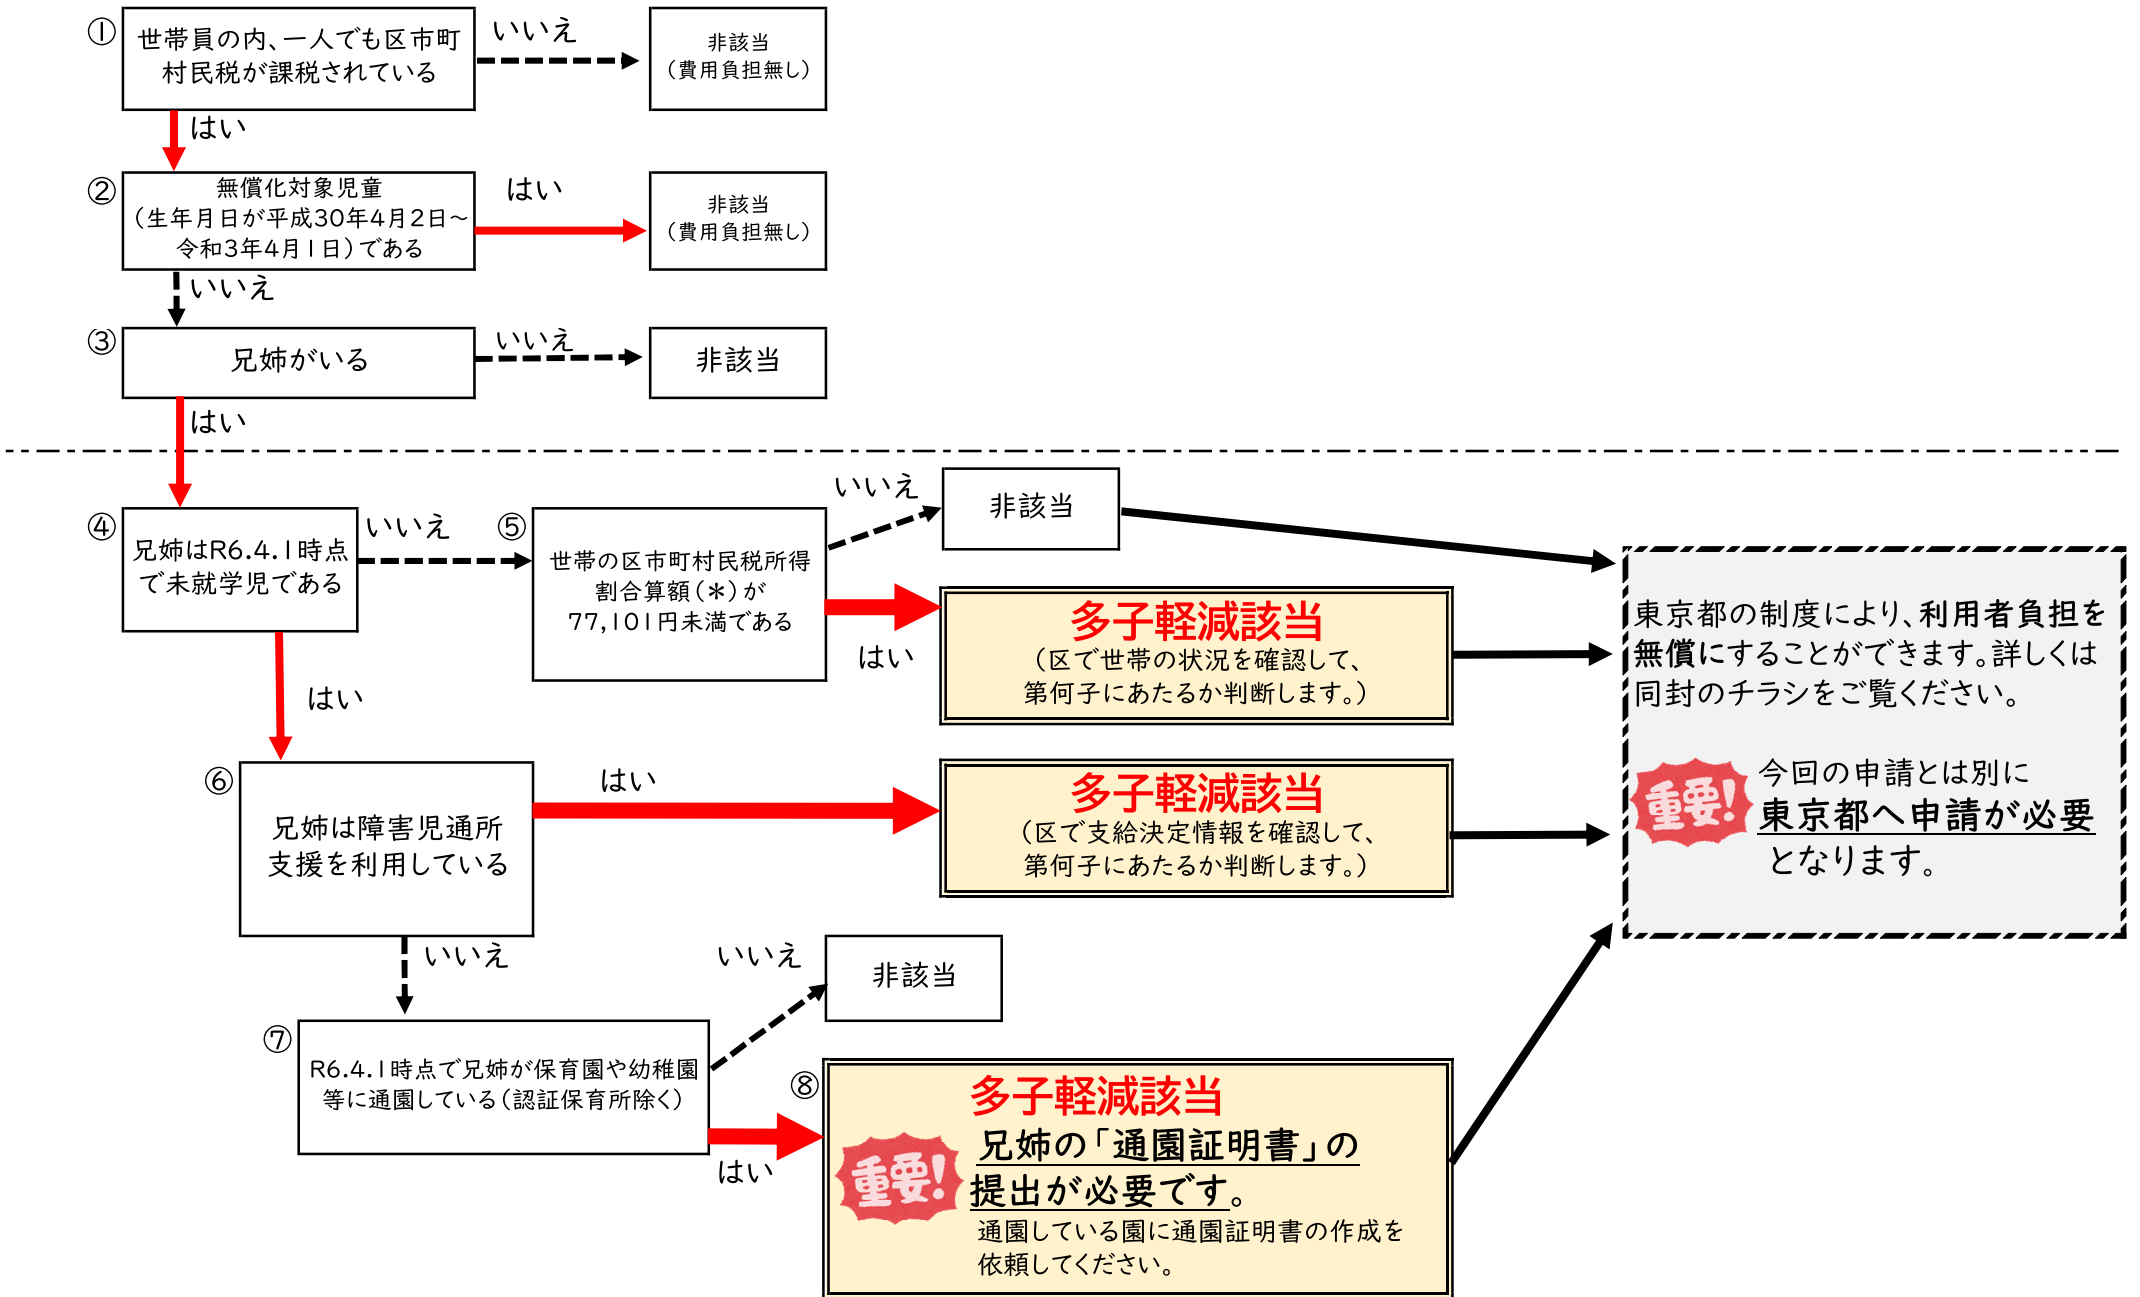 ①
世帯員の内、一人でも区市町
村民税が課税されている
いいえ
非該当
（費用負担無し）
はい
②
無償化対象児童
（生年月日が平成30年4月2日～
令和3年4月1日）である
はい
非該当
（費用負担無し）
いいえ
③
兄姉がいる
いいえ
非該当
はい
④
兄姉はR6.4.1時点
で未就学児である
いいえ
⑤
世帯の区市町村民税所得
割合算額（＊）が
77,101円未満である
いいえ
非該当
はい
多子軽減該当
（区で世帯の状況を確認して、
第何子にあたるか判断します。）
はい
⑥
兄姉は障害児通所
支援を利用している
はい
多子軽減該当
（区で支給決定情報を確認して、
第何子にあたるか判断します。）
いいえ
⑦
R6.4.1時点で兄姉が保育園や幼稚園
等に通園している（認証保育所除く）
いいえ
非該当
はい
⑧
多子軽減該当
重要!
兄姉の「通園証明書」の
提出が必要です。
通園している園に通園証明書の作成を
依頼してください。
東京都の制度により、利用者負担を
無償にすることができます。詳しくは
同封のチラシをご覧ください。
重要!
今回の申請とは別に
東京都へ申請が必要
となります。